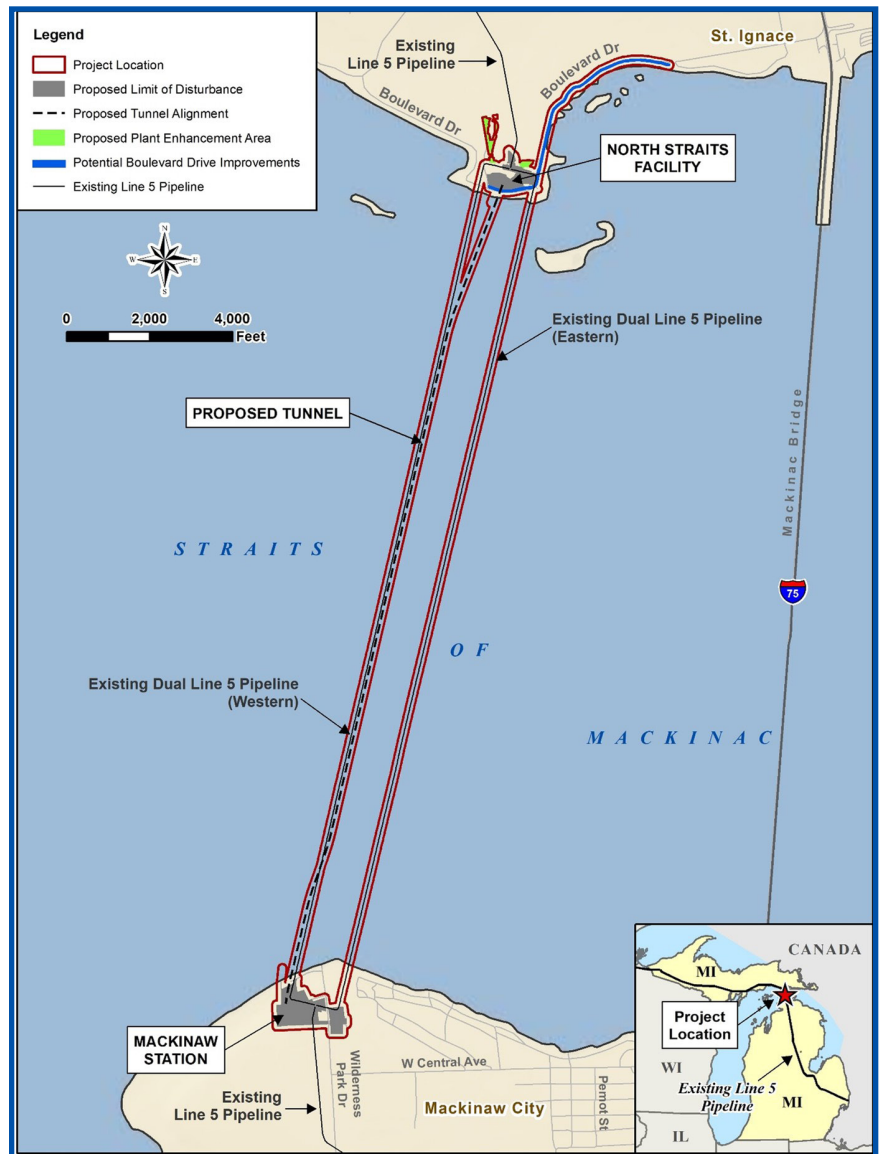 Legend
Project Location
Proposed Limit of Disturbance
Proposed Tunnel Alignment
Proposed Plant Enhancement Area
Potential Boulevard Drive Improvements
Existing Line 5 Pipeline
Existing
Line 5 Pipeline
St. Ignace
Boulevard Dr
Boulevard Dr
NORTH STRAITS
FACILITY
N
W E
S
0 2,000 4,000
Feet
Existing Dual Line 5 Pipeline
(Eastern)
PROPOSED TUNNEL
Mackinac Bridge
STRAITS
75
OF
Existing Dual Line 5 Pipeline
(Western)
MACKINAC
MACKINAW
STATION
Wilderness
Park Dr
W Central Ave
Perrot St
Existing
Line 5 Pipeline
Mackinaw City
CANADA
MI
Project
Location
WI
Existing Line 5
Pipeline
MI
IL